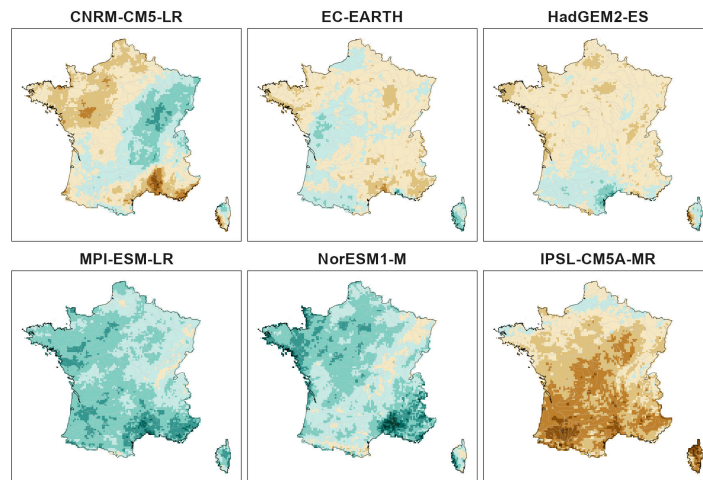 CNRM-CM5-LR
EC-EARTH
HadGEM2-ES
MPI-ESM-LR
NorESM1-M
IPSL-CM5A-MR